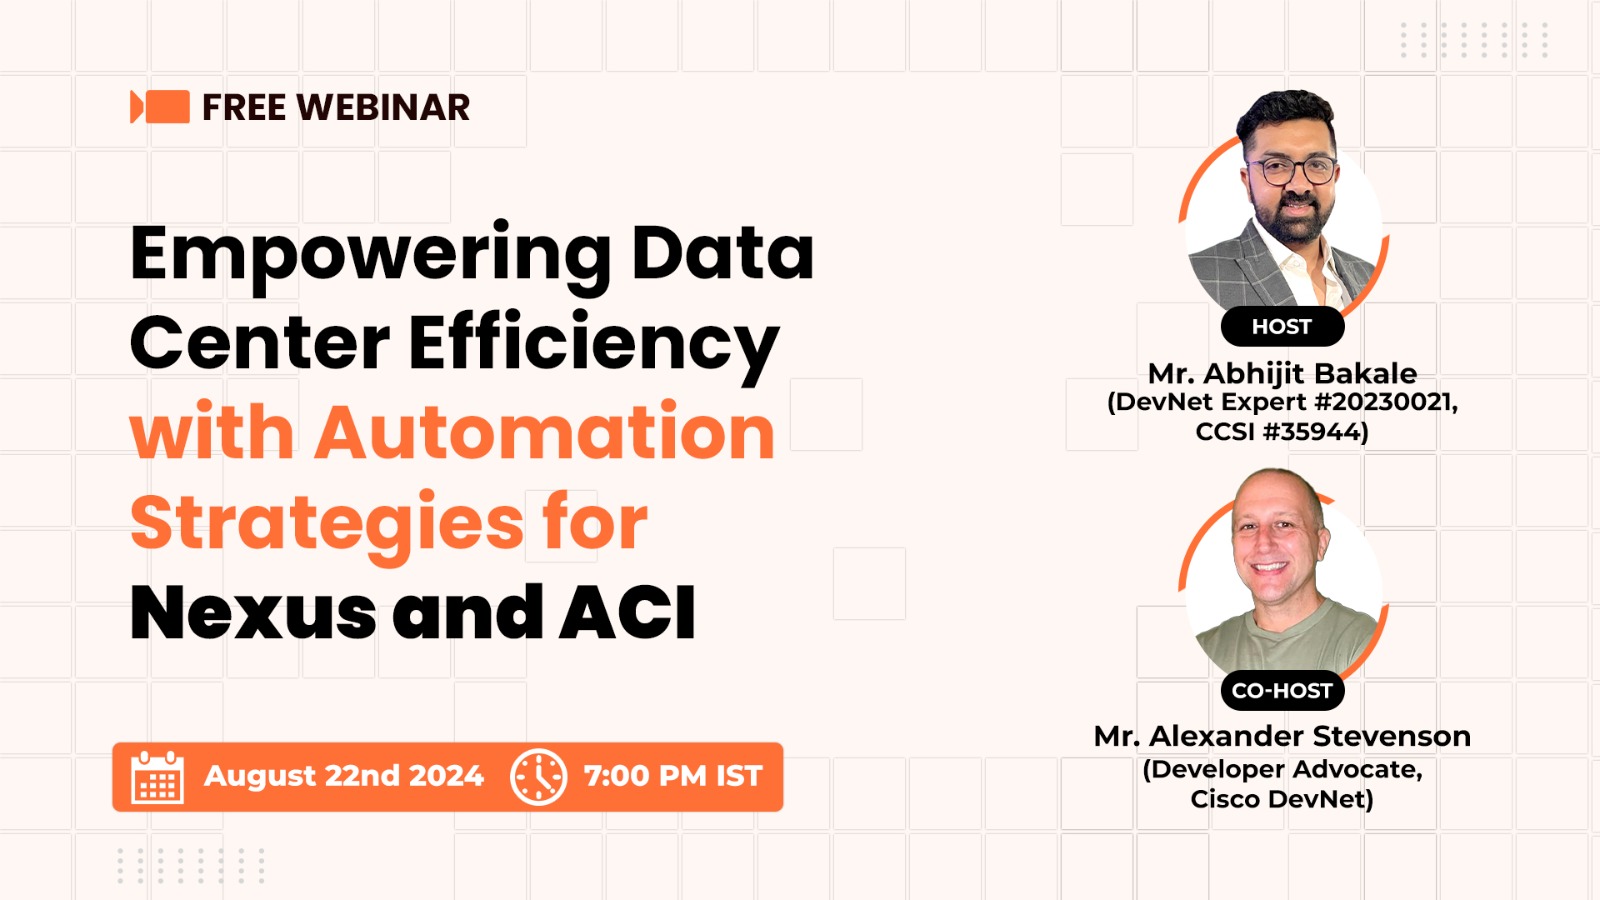 FREE WEBINAR
Empowering Data
Center Efficiency
with Automation
Strategies for
Nexus and ACI
August 22nd 2024
7:00 PM IST
HOST
Mr. Abhijit Bakale
(DevNet Expert #20230021,
CCSI #35944)
CO-HOST
Mr. Alexander Stevenson
(Developer Advocate,
Cisco DevNet)